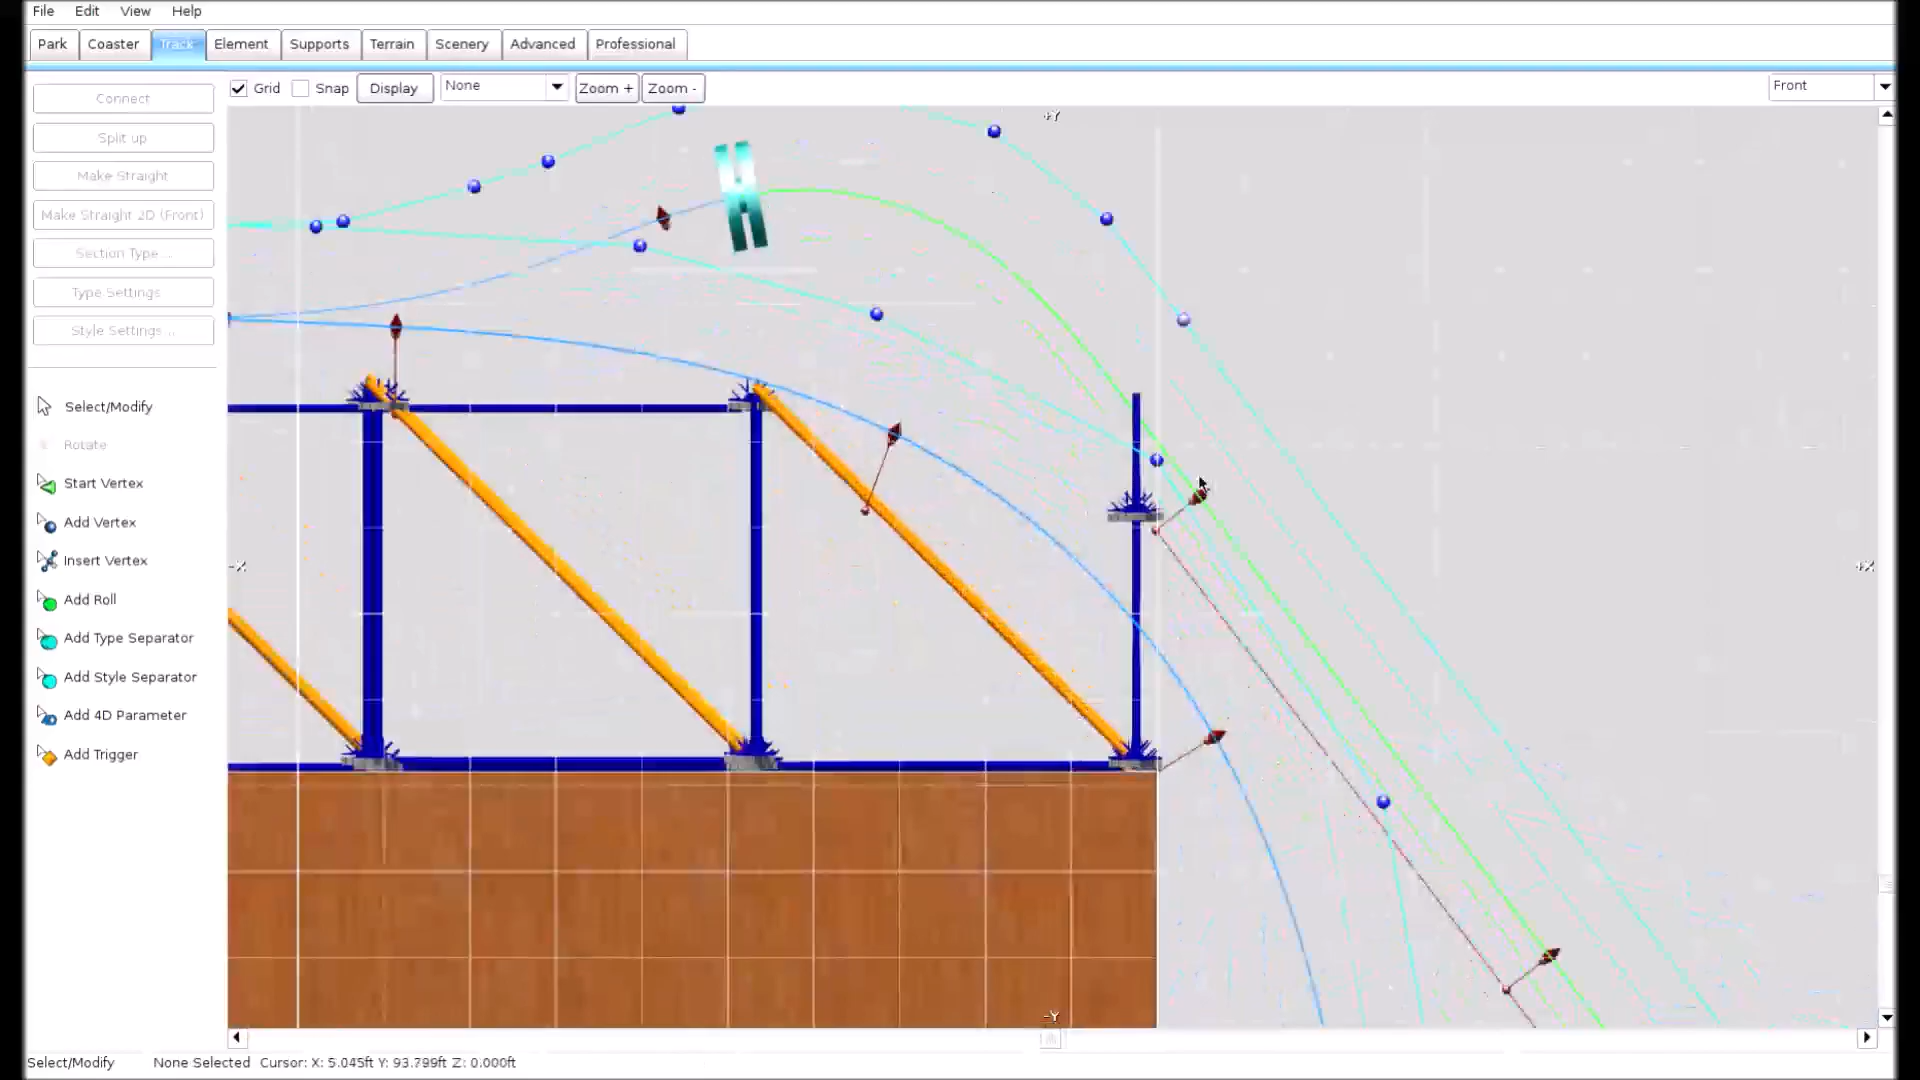 File Edit View Help
Park Coaster Track Element Supports Terrain Scenery Advanced Professional
Grid Snap Display None Zoom + Zoom - Front
Connect
Split up
Make Straight
Make Straight 2D (Front)
Section Type...
Type Settings
Style Settings...
Select/Modify
Rotate
Start Vertex
Add Vertex
Insert Vertex
Add Roll
Add Type Separator
Add Style Separator
Add 4D Parameter
Add Trigger
+Y
-X
+X
-Y
Select/Modify None Selected Cursor: X: 5.045ft Y: 93.799ft Z: 0.000ft